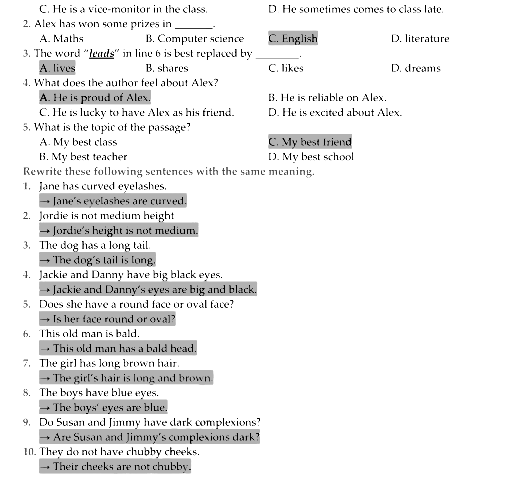 C. He is a vice-monitor in the class. D. He sometimes comes to class late.
2. Alex has won some prizes in _______.
A. Maths B. Computer science C. English D. literature
3. The word "leads" in line 6 is best replaced by _______.
A. lives B. shares C. likes D. dreams
4. What does the author feel about Alex?
A. He is proud of Alex. B. He is reliable on Alex.
C. He is lucky to have Alex as his friend. D. He is excited about Alex.
5. What is the topic of the passage?
A. My best class C. My best friend
B. My best teacher D. My best school
Rewrite these following sentences with the same meaning.
1. Jane has curved eyelashes.
→ Jane's eyelashes are curved.
2. Jordie is not medium height
→ Jordie's height is not medium.
3. The dog has a long tail.
→ The dog's tail is long.
4. Jackie and Danny have big black eyes.
→ Jackie and Danny's eyes are big and black.
5. Does she have a round face or oval face?
→ Is her face round or oval?
6. This old man is bald.
→ This old man has a bald head.
7. The girl has long brown hair.
→ The girl's hair is long and brown.
8. The boys have blue eyes.
→ The boys' eyes are blue.
9. Do Susan and Jimmy have dark complexions?
→ Are Susan and Jimmy's complexions dark?
10. They do not have chubby cheeks.
→ Their cheeks are not chubby.